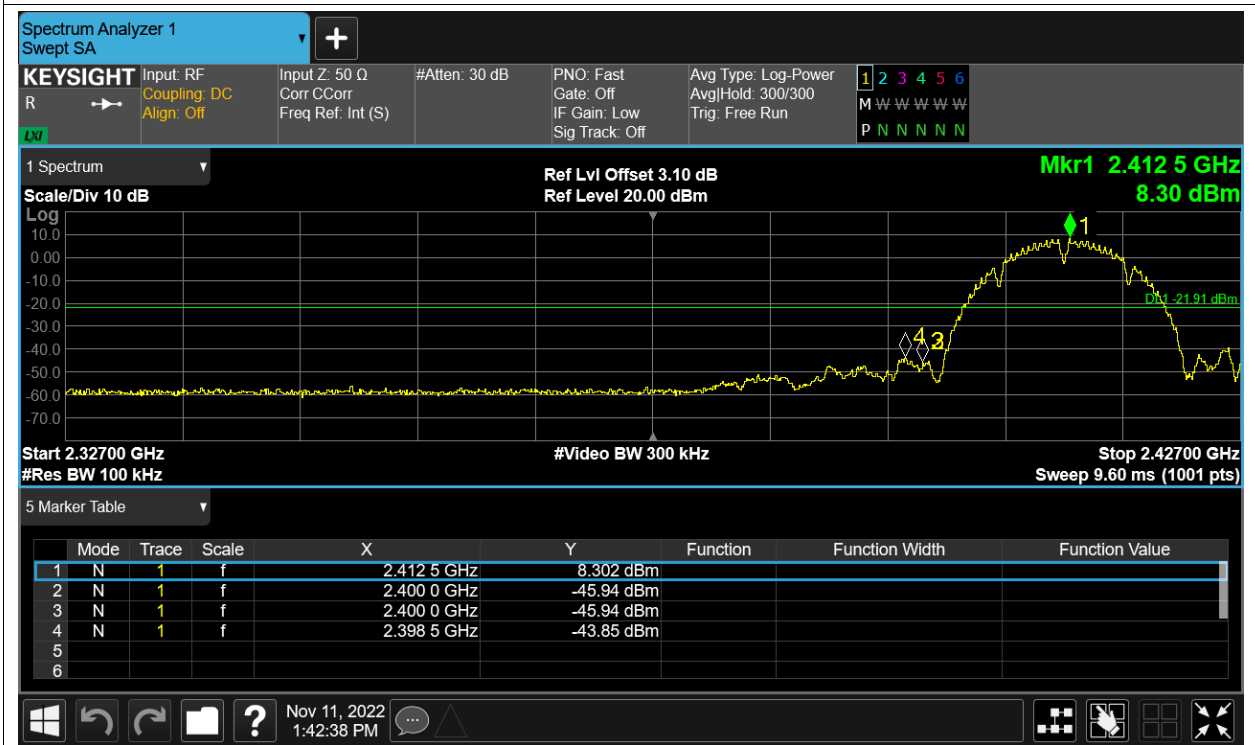 Spectrum Analyzer 1
Swept SA
+
KEYSIGHT Input: RF Input Z: 50 Ω #Atten: 30 dB PNO: Fast Avg Type: Log-Power 1 2 3 4 5 6
R Coupling: DC Corr CCorr Gate: Off Avg|Hold: 300/300 M W W W W W
Align: Off Freq Ref: Int (S) IF Gain: Low Trig: Free Run
LXI Sig Track: Off P N N N N N
1 Spectrum Ref Lvl Offset 3.10 dB Mkr1 2.412 5 GHz
Scale/Div 10 dB Ref Level 20.00 dBm 8.30 dBm
Log
1
10.0
0.00
-10.0
-20.0
DL1 -21.91 dBm
-30.0
4
-40.0
-50.0
-60.0
-70.0
Start 2.32700 GHz #Video BW 300 kHz Stop 2.42700 GHz
#Res BW 100 kHz Sweep 9.60 ms (1001 pts)
5 Marker Table
Mode Trace Scale X Y Function Function Width Function Value
1 N 1 f 2.412 5 GHz 8.302 dBm
2 N 1 f 2.400 0 GHz -45.94 dBm
3 N 1 f 2.400 0 GHz -45.94 dBm
4 N 1 f 2.398 5 GHz -43.85 dBm
5
6
? Nov 11, 2022
1:42:38 PM